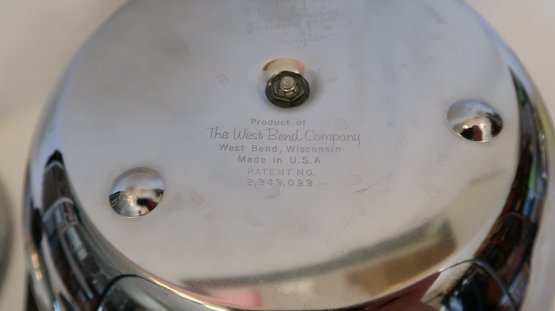 Product of
The West Bend Company
West Bend, Wisconsin
Made in U.S.A.
PATENT NO.
2,349,099